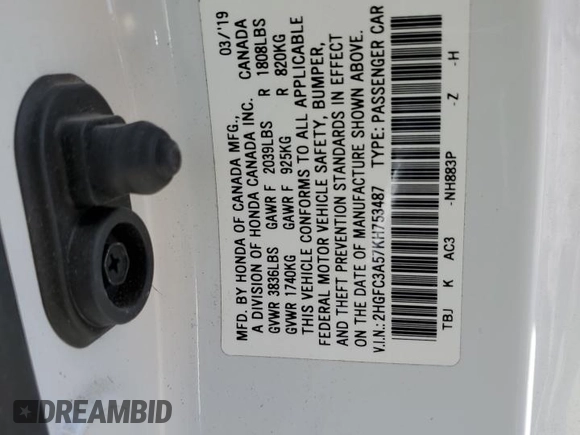 MFD. BY HONDA OF CANADA MFG., 03/'19
A DIVISION OF HONDA CANADA INC. CANADA
GVWR 3836LBS GAWR F 2039LBS R 1808LBS
GVWR 1740KG GAWR F 925KG R 820KG
THIS VEHICLE CONFORMS TO ALL APPLICABLE
FEDERAL MOTOR VEHICLE SAFETY, BUMPER,
AND THEFT PREVENTION STANDARDS IN EFFECT
ON THE DATE OF MANUFACTURE SHOWN ABOVE.
V.I.N.: 2HGFC3A57KH753487 TYPE: PASSENGER CAR
TBJ K AC3 -NH883P -Z -H
DREAMBID